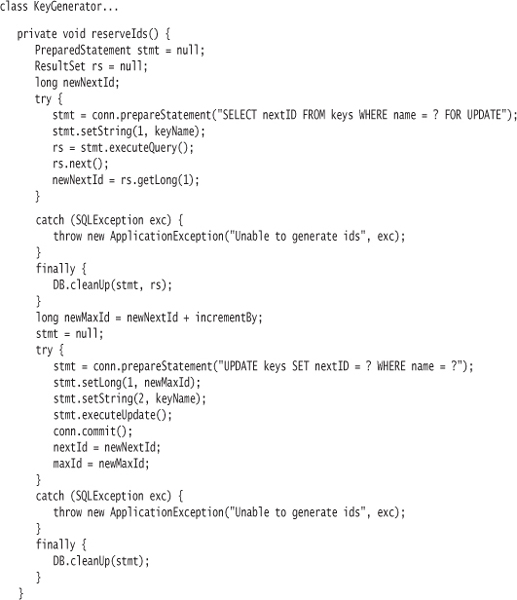 class KeyGenerator...
private void reserveIds() {
PreparedStatement stmt = null;
ResultSet rs = null;
long newNextId;
try {
stmt = conn.prepareStatement("SELECT nextID FROM keys WHERE name = ? FOR UPDATE");
stmt.setString(1, keyName);
rs = stmt.executeQuery();
rs.next();
newNextId = rs.getLong(1);
}
catch (SQLException exc) {
throw new ApplicationException("Unable to generate ids", exc);
}
finally {
DB.cleanUp(stmt, rs);
}
long newMaxId = newNextId + incrementBy;
stmt = null;
try {
stmt = conn.prepareStatement("UPDATE keys SET nextID = ? WHERE name = ?");
stmt.setLong(1, newMaxId);
stmt.setString(2, keyName);
stmt.executeUpdate();
conn.commit();
nextId = newNextId;
maxId = newMaxId;
}
catch (SQLException exc) {
throw new ApplicationException("Unable to generate ids", exc);
}
finally {
DB.cleanUp(stmt);
}
}